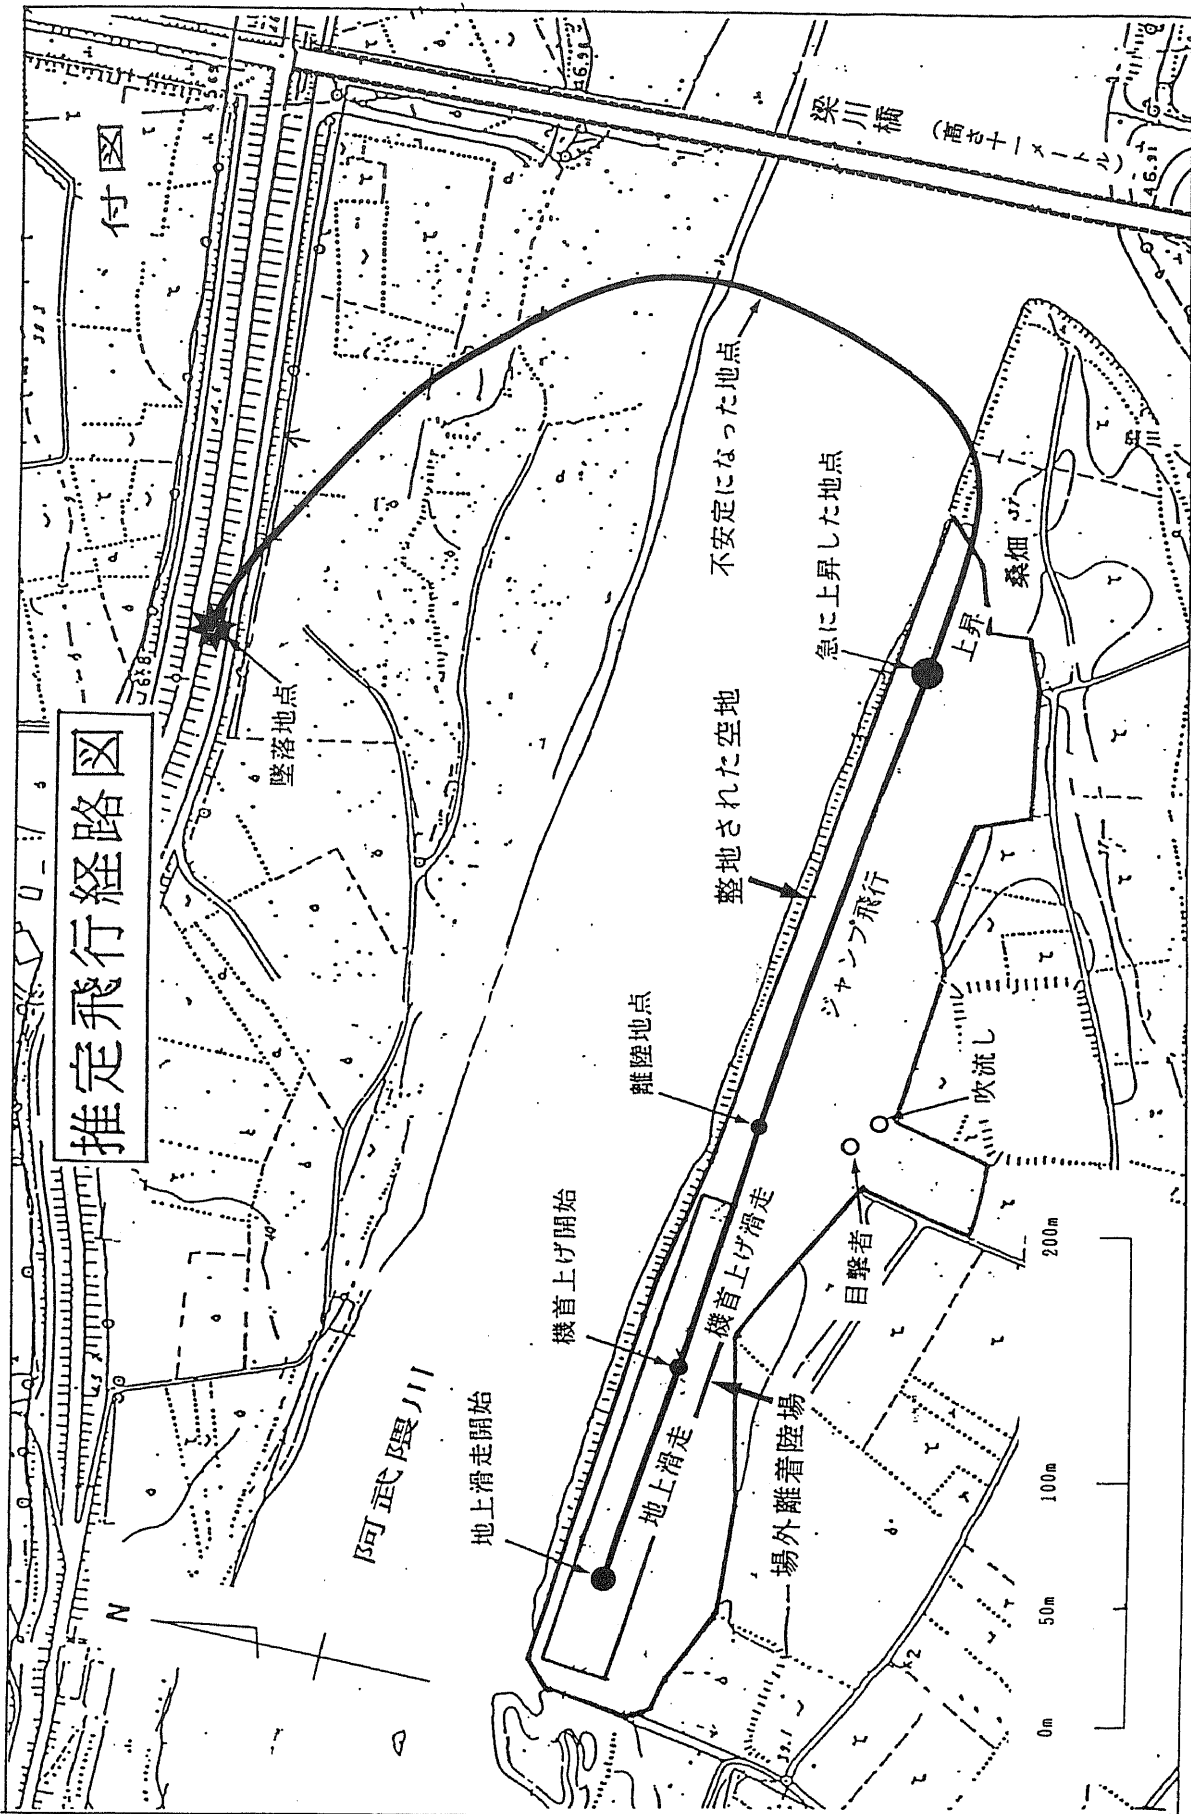 付図
推定飛行経路図
N
阿武隈川
梁川橋
(高さ十一メートル)
墜落地点
不安定になった地点
急に上昇した地点
上昇
桑畑
整地された空地
ジャンプ飛行
離陸地点
吹流し
目撃者
機首上げ開始
機首上げ滑走
地上滑走開始
地上滑走
場外離着陸場
0m
50m
100m
200m